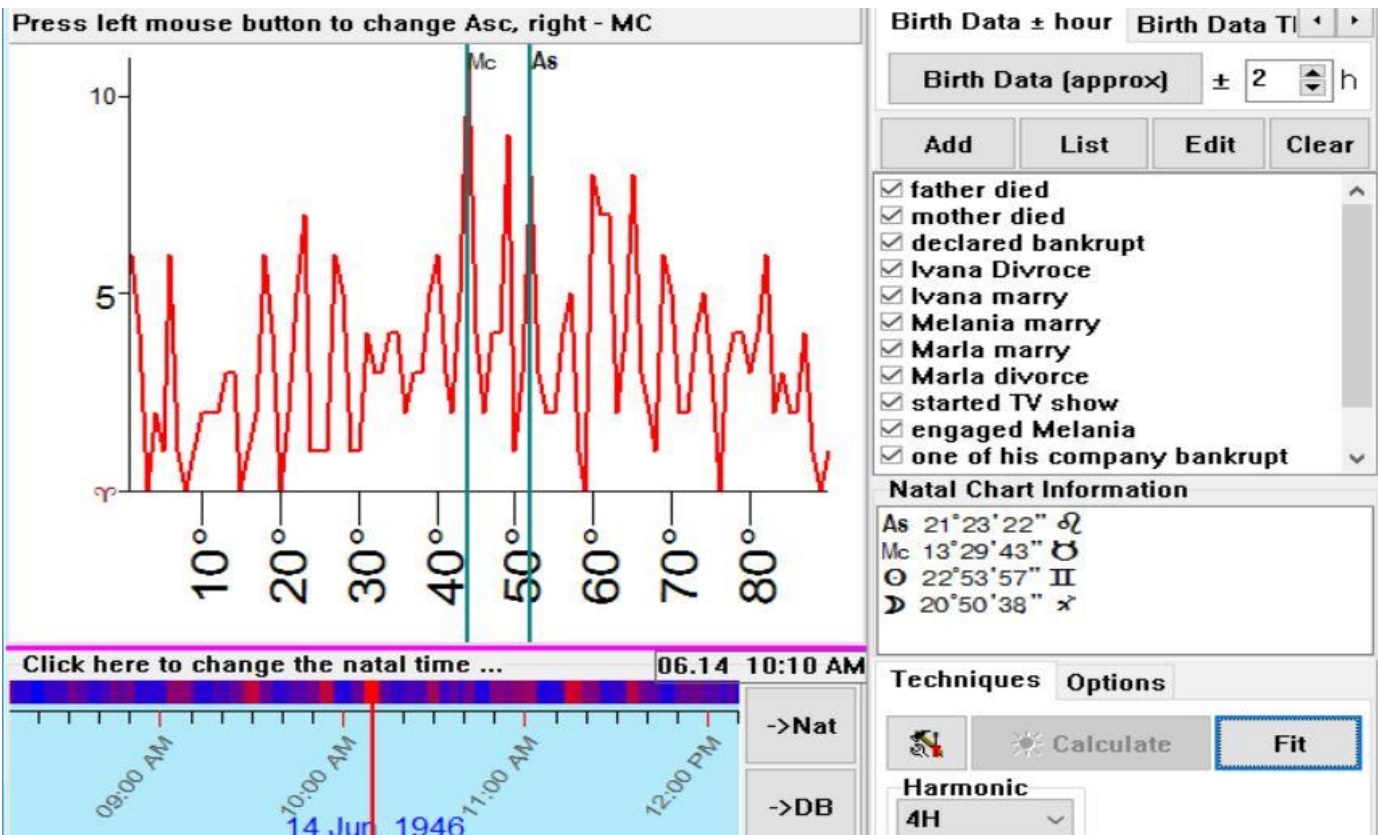 Press left mouse button to change Asc, right - MC
Mc As
10
5
♈
10° 20° 30° 40° 50° 60° 70° 80°
Click here to change the natal time ... 06.14 10:10 AM
09:00 AM 10:00 AM 11:00 AM 12:00 PM
14 Jun 1946
->Nat
->DB
Birth Data ± hour Birth Data
Birth Data (approx) ± 2 h
Add List Edit Clear
father died
mother died
declared bankrupt
Ivana Divroce
Ivana marry
Melania marry
Marla marry
Marla divorce
started TV show
engaged Melania
one of his company bankrupt
Natal Chart Information
As 21°23'22" ♌
Mc 13°29'43" ♉
☉ 22°53'57" ♊
☽ 20°50'38" ♐
Techniques Options
Calculate Fit
Harmonic
4H